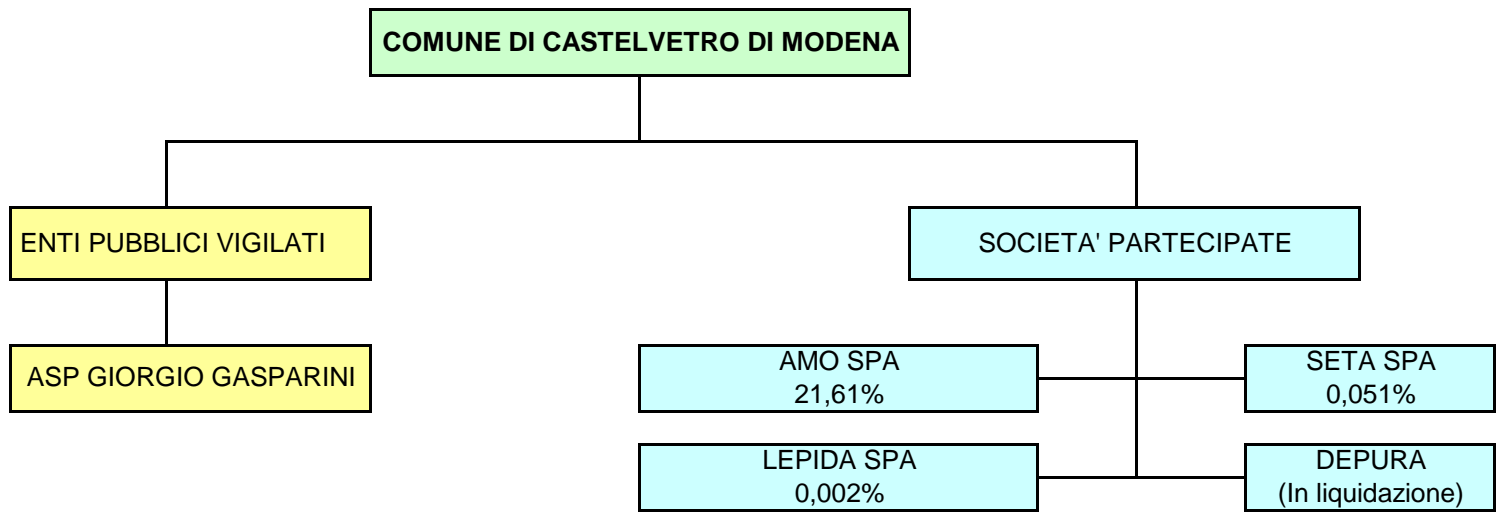 COMUNE DI CASTELVETRO DI MODENA
ENTI PUBBLICI VIGILATI
SOCIETA' PARTECIPATE
ASP GIORGIO GASPARINI
AMO SPA
21,61%
SETA SPA
0,051%
LEPIDA SPA
0,002%
DEPURA
(In liquidazione)